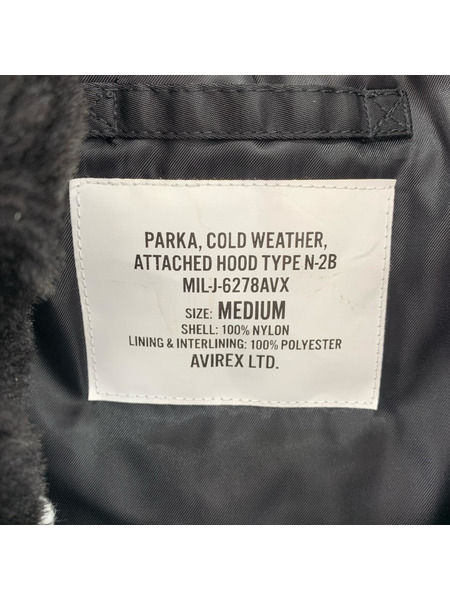 PARKA, COLD WEATHER,
ATTACHED HOOD TYPE N-2B
MIL-J-6278AVX
SIZE: MEDIUM
SHELL: 100% NYLON
LINING & INTERLINING: 100% POLYESTER
AVIREX LTD.